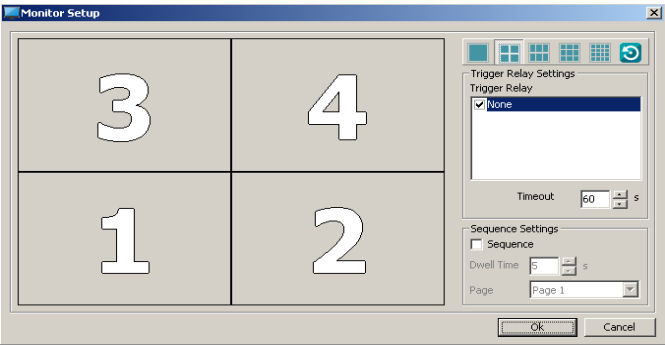 Monitor Setup
3
4
1
2
Trigger Relay Settings
Trigger Relay
None
Timeout 60 s
Sequence Settings
Sequence
Dwell Time 5 s
Page Page 1
Ok Cancel